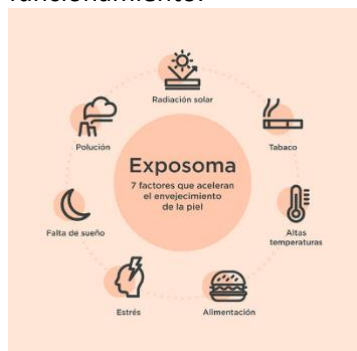 funcionamiento.
Radiación solar
Polución
Tabaco
Exposoma
7 factores que aceleran
el envejecimiento
de la piel
Falta de sueño
Altas
temperaturas
Estrés
Alimentación